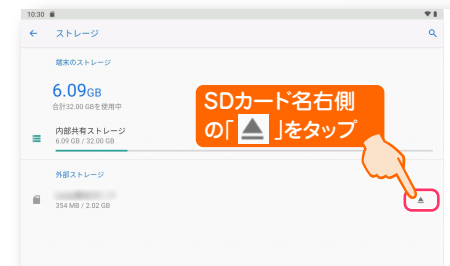 10:30
ストレージ
端末のストレージ
6.09GB
合計32.00 GBを使用中
内部共有ストレージ
6.09 GB / 32.00 GB
SDカード名右側
の「 」をタップ
外部ストレージ
354 MB / 2.02 GB